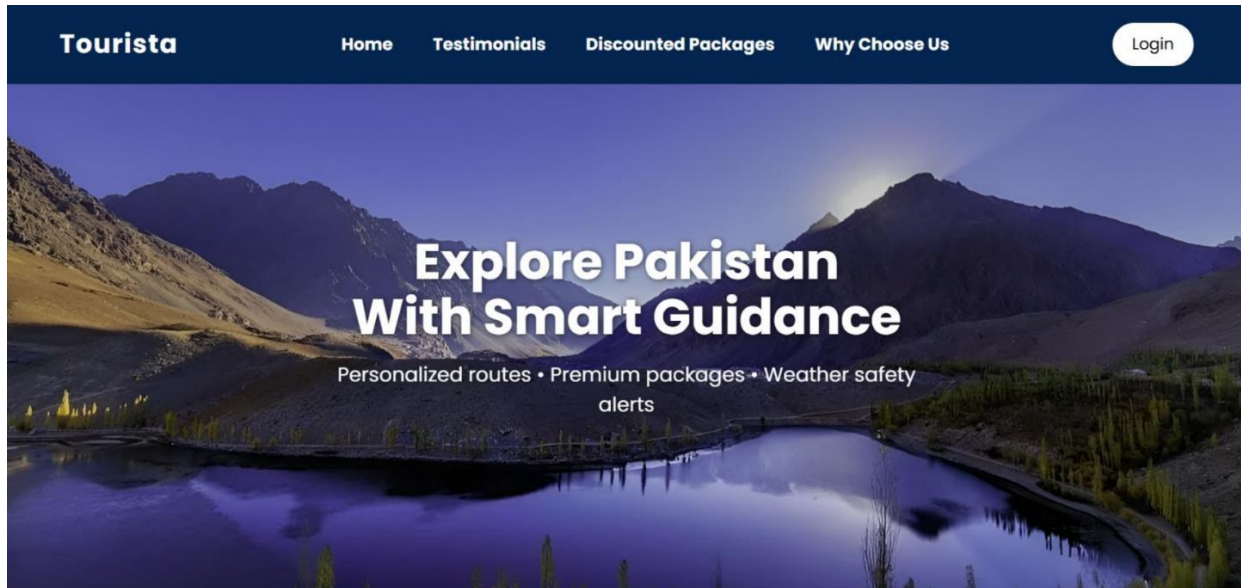 Tourista
Home
Testimonials
Discounted Packages
Why Choose Us
Login
Explore Pakistan
With Smart Guidance
Personalized routes • Premium packages • Weather safety
alerts